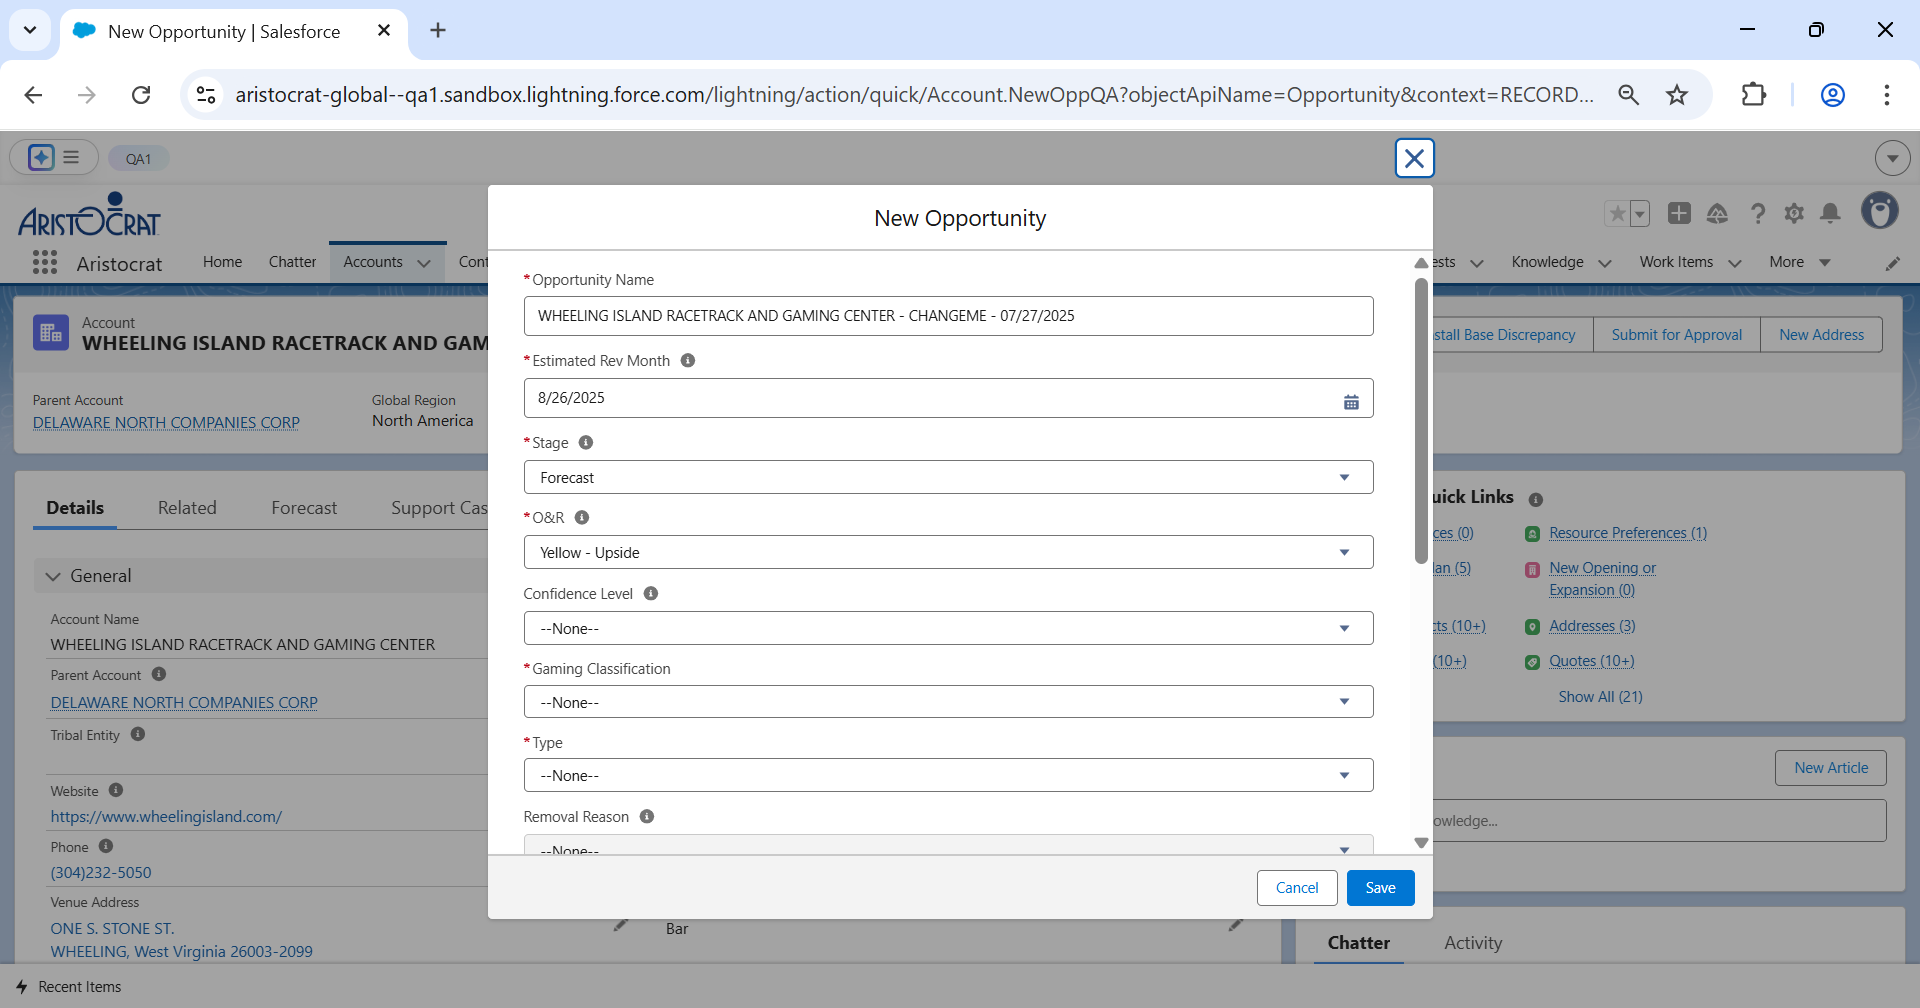 New Opportunity | Salesforce
aristocrat-global--qa1.sandbox.lightning.force.com/lightning/action/quick/Account.NewOppQA?objectApiName=Opportunity&context=RECORD...
QA1
ARISTOCRAT
Aristocrat
Home
Chatter
Accounts
Cont
ests
Knowledge
Work Items
More
Account
WHEELING ISLAND RACETRACK AND GAM
stall Base Discrepancy
Submit for Approval
New Address
Parent Account
DELAWARE NORTH COMPANIES CORP
Global Region
North America
Details
Related
Forecast
Support Cas
General
Account Name
WHEELING ISLAND RACETRACK AND GAMING CENTER
Parent Account
DELAWARE NORTH COMPANIES CORP
Tribal Entity
Website
https://www.wheelingisland.com/
Phone
(304)232-5050
Venue Address
ONE S. STONE ST.
WHEELING, West Virginia 26003-2099
Bar
New Opportunity
*Opportunity Name
WHEELING ISLAND RACETRACK AND GAMING CENTER - CHANGEME - 07/27/2025
*Estimated Rev Month
8/26/2025
*Stage
Forecast
*O&R
Yellow - Upside
Confidence Level
--None--
*Gaming Classification
--None--
*Type
--None--
Removal Reason
--None--
Cancel
Save
uick Links
ces (0)
Resource Preferences (1)
lan (5)
New Opening or
Expansion (0)
cts (10+)
Addresses (3)
(10+)
Quotes (10+)
Show All (21)
New Article
owledge...
Chatter
Activity
Recent Items